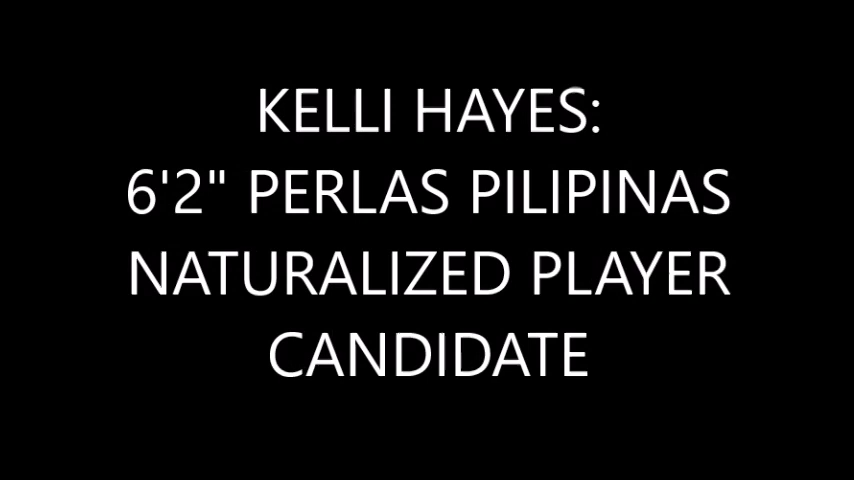 KELLI HAYES:
6'2" PERLAS PILIPINAS
NATURALIZED PLAYER
CANDIDATE